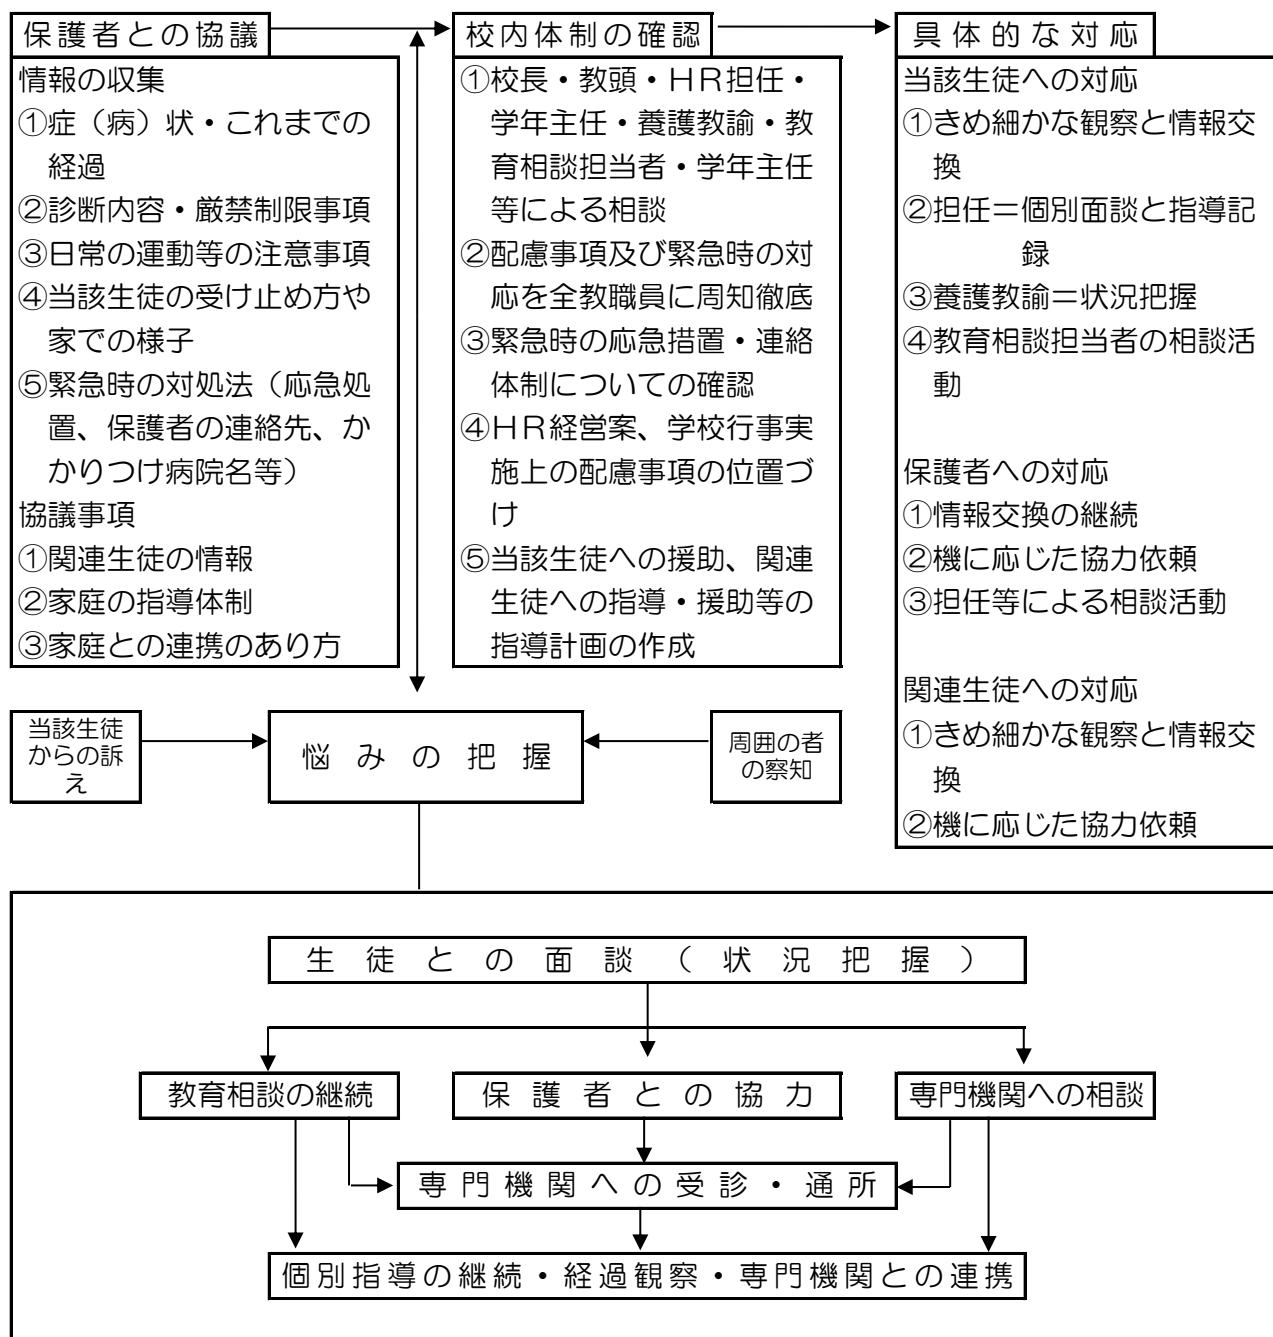 保護者との協議
情報の収集
①症（病）状・これまでの
経過
②診断内容・厳禁制限事項
③日常の運動等の注意事項
④当該生徒の受け止め方や
家での様子
⑤緊急時の対処法（応急処
置、保護者の連絡先、か
かりつけ病院名等）
協議事項
①関連生徒の情報
②家庭の指導体制
③家庭との連携のあり方
校内体制の確認
①校長・教頭・ＨＲ担任・
学年主任・養護教諭・教
育相談担当者・学年主任
等による相談
②配慮事項及び緊急時の対
応を全教職員に周知徹底
③緊急時の応急措置・連絡
体制についての確認
④ＨＲ経営案、学校行事実
施上の配慮事項の位置づ
け
⑤当該生徒への援助、関連
生徒への指導・援助等の
指導計画の作成
具体的な対応
当該生徒への対応
①きめ細かな観察と情報交
換
②担任＝個別面談と指導記
録
③養護教諭＝状況把握
④教育相談担当者の相談活
動
保護者への対応
①情報交換の継続
②機に応じた協力依頼
③担任等による相談活動
関連生徒への対応
①きめ細かな観察と情報交
換
②機に応じた協力依頼
当該生徒
からの訴
え
悩みの把握
周囲の者
の察知
生徒との面談（状況把握）
教育相談の継続
保護者との協力
専門機関への相談
専門機関への受診・通所
個別指導の継続・経過観察・専門機関との連携